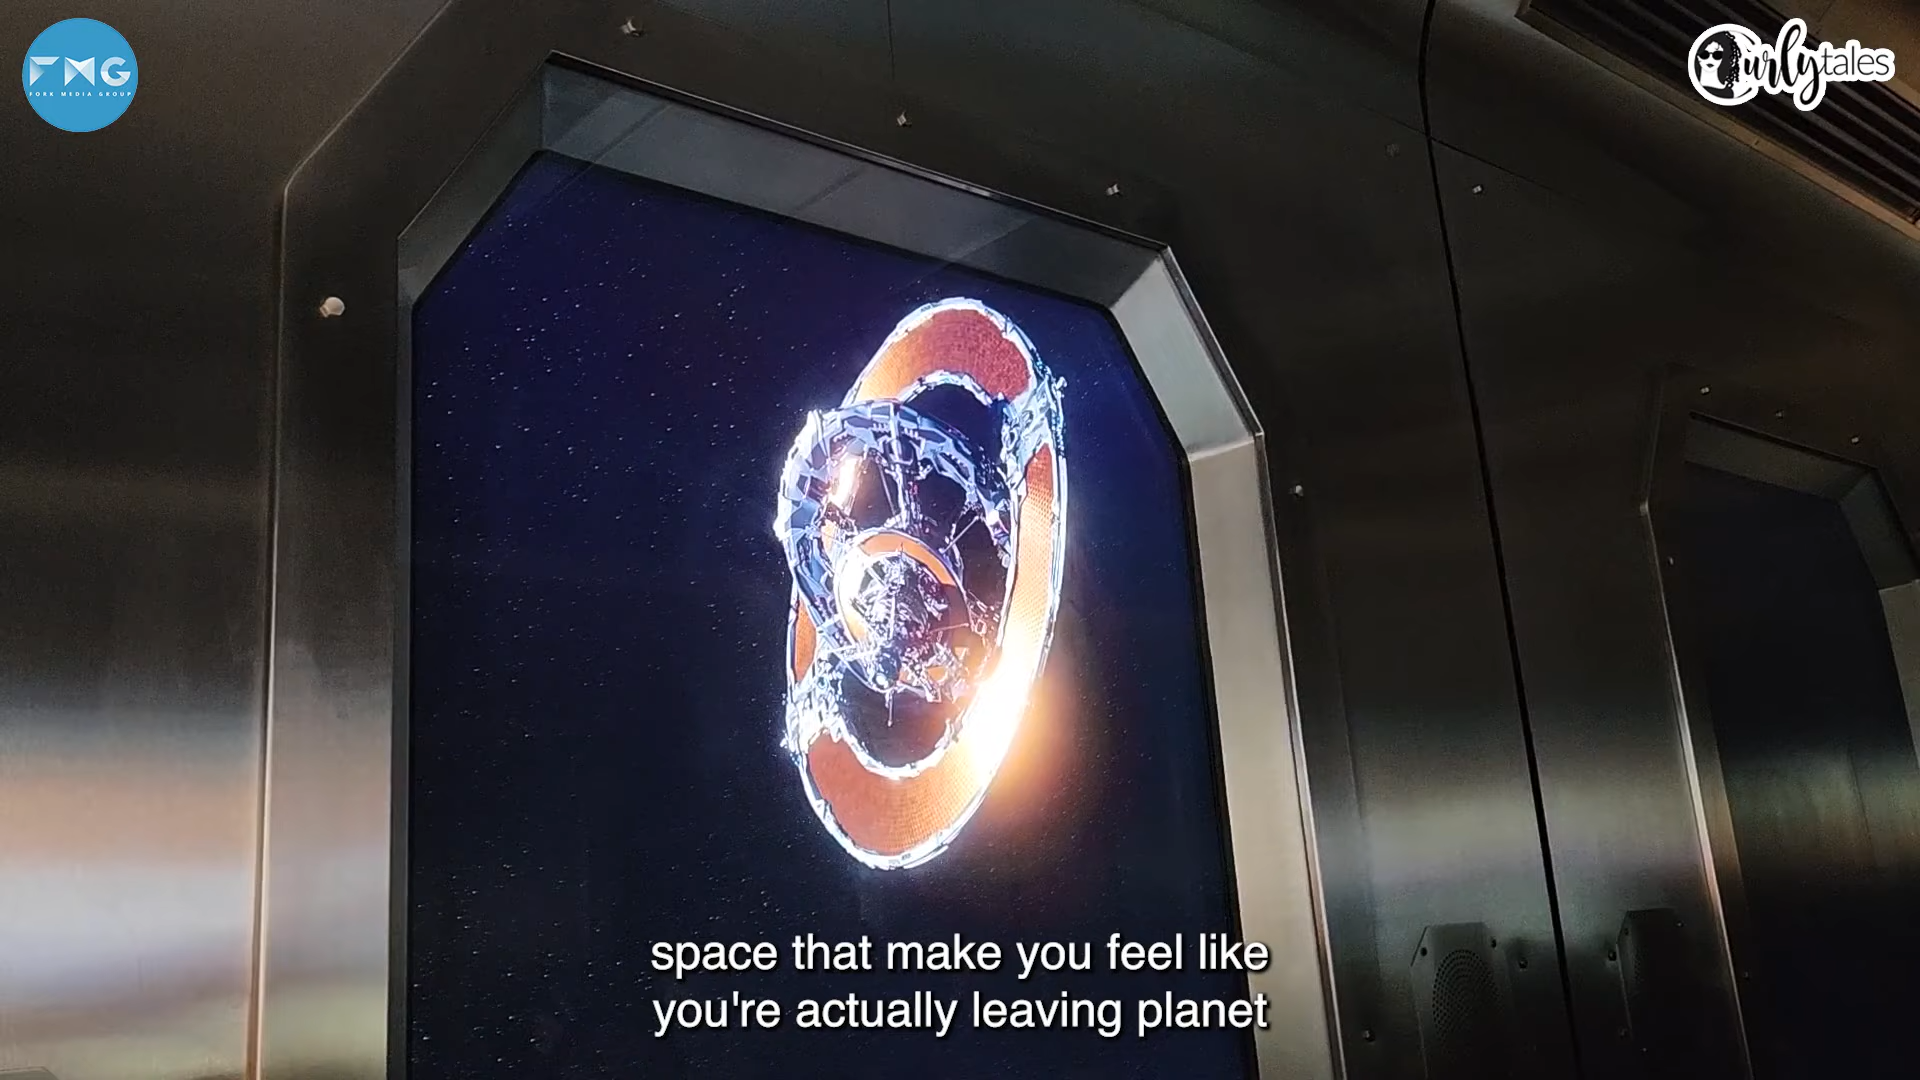 FMG
FORK MEDIA GROUP
Curly tales
space that make you feel like
you're actually leaving planet